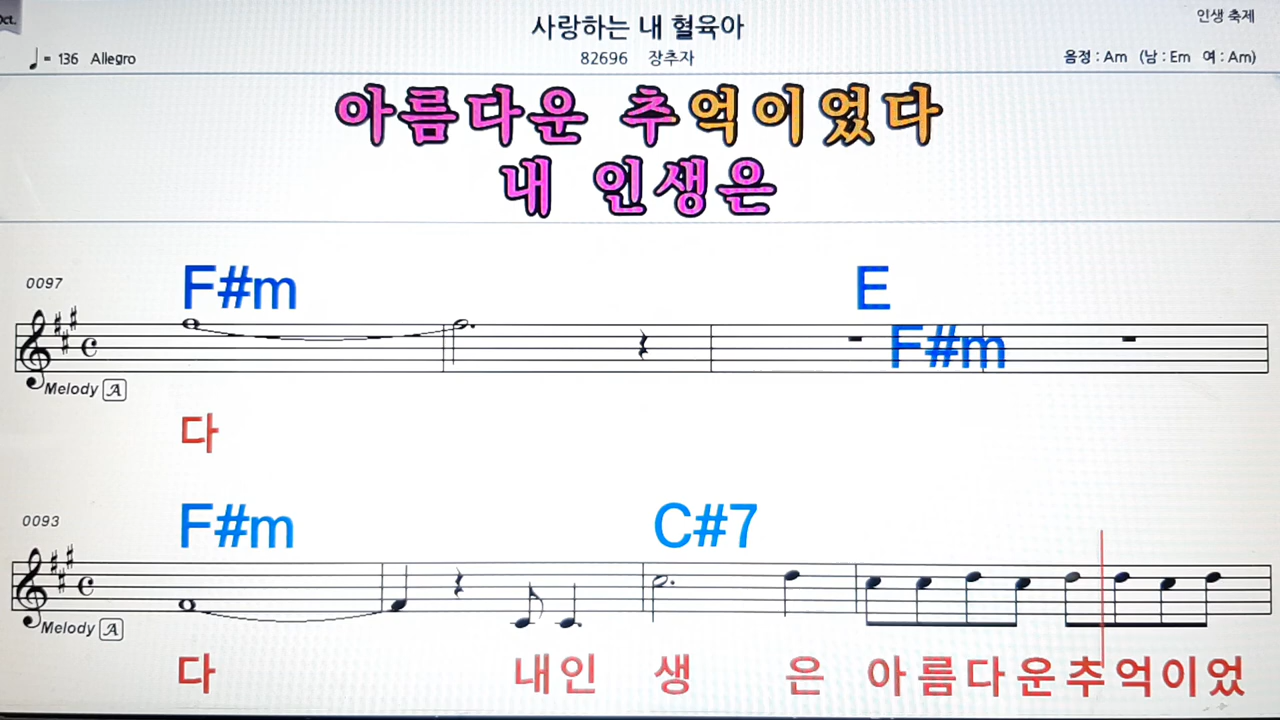 사랑하는 내 혈육아
인생 축제
♩= 136 Allegro
82696 장추자
음정 : Am (남 : Em 여 : Am)
아름다운 추억이었다
내 인생은
0097
F#m E
F#m
Melody A
다
0093
F#m C#7
Melody A
다 내인 생 은 아름다운추억이었